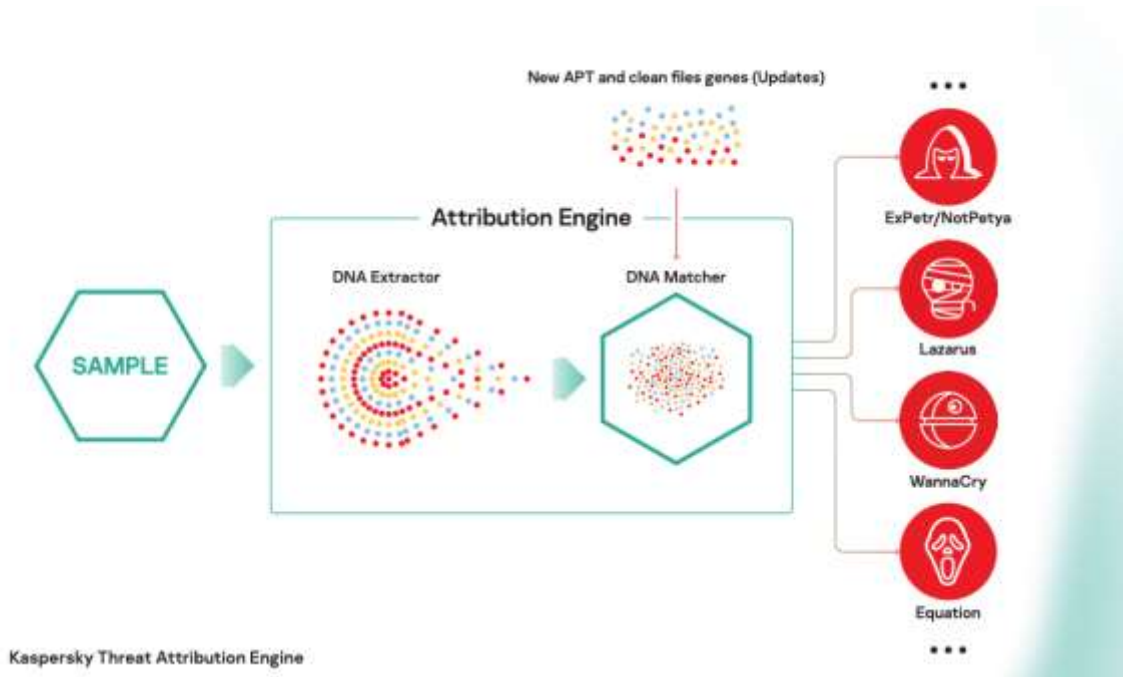 New APT and clean files genes (Updates)
Attribution Engine
DNA Extractor
DNA Matcher
SAMPLE
ExPetr/NotPetya
Lazarus
WannaCry
Equation
Kaspersky Threat Attribution Engine